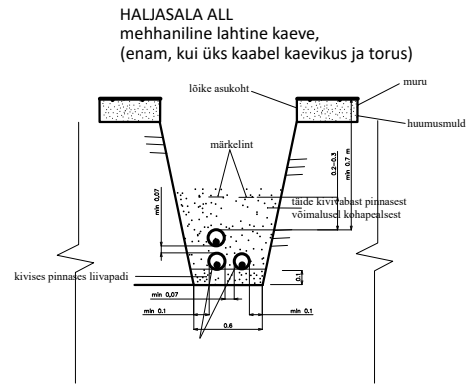 HALJASALA ALL
mehhaniline lahtine kaeve,
(enam, kui üks kaabel kaevikus ja torus)
lõike asukoht
muru
huumusmuld
märkelint
0.2-0.3
min 0.7 m
min 0,07
täide kivivabast pinnasest
võimalusel kohapealsest
kivises pinnases liivapadi
0.1
min 0,07
min 0.1
min 0.1
0.6